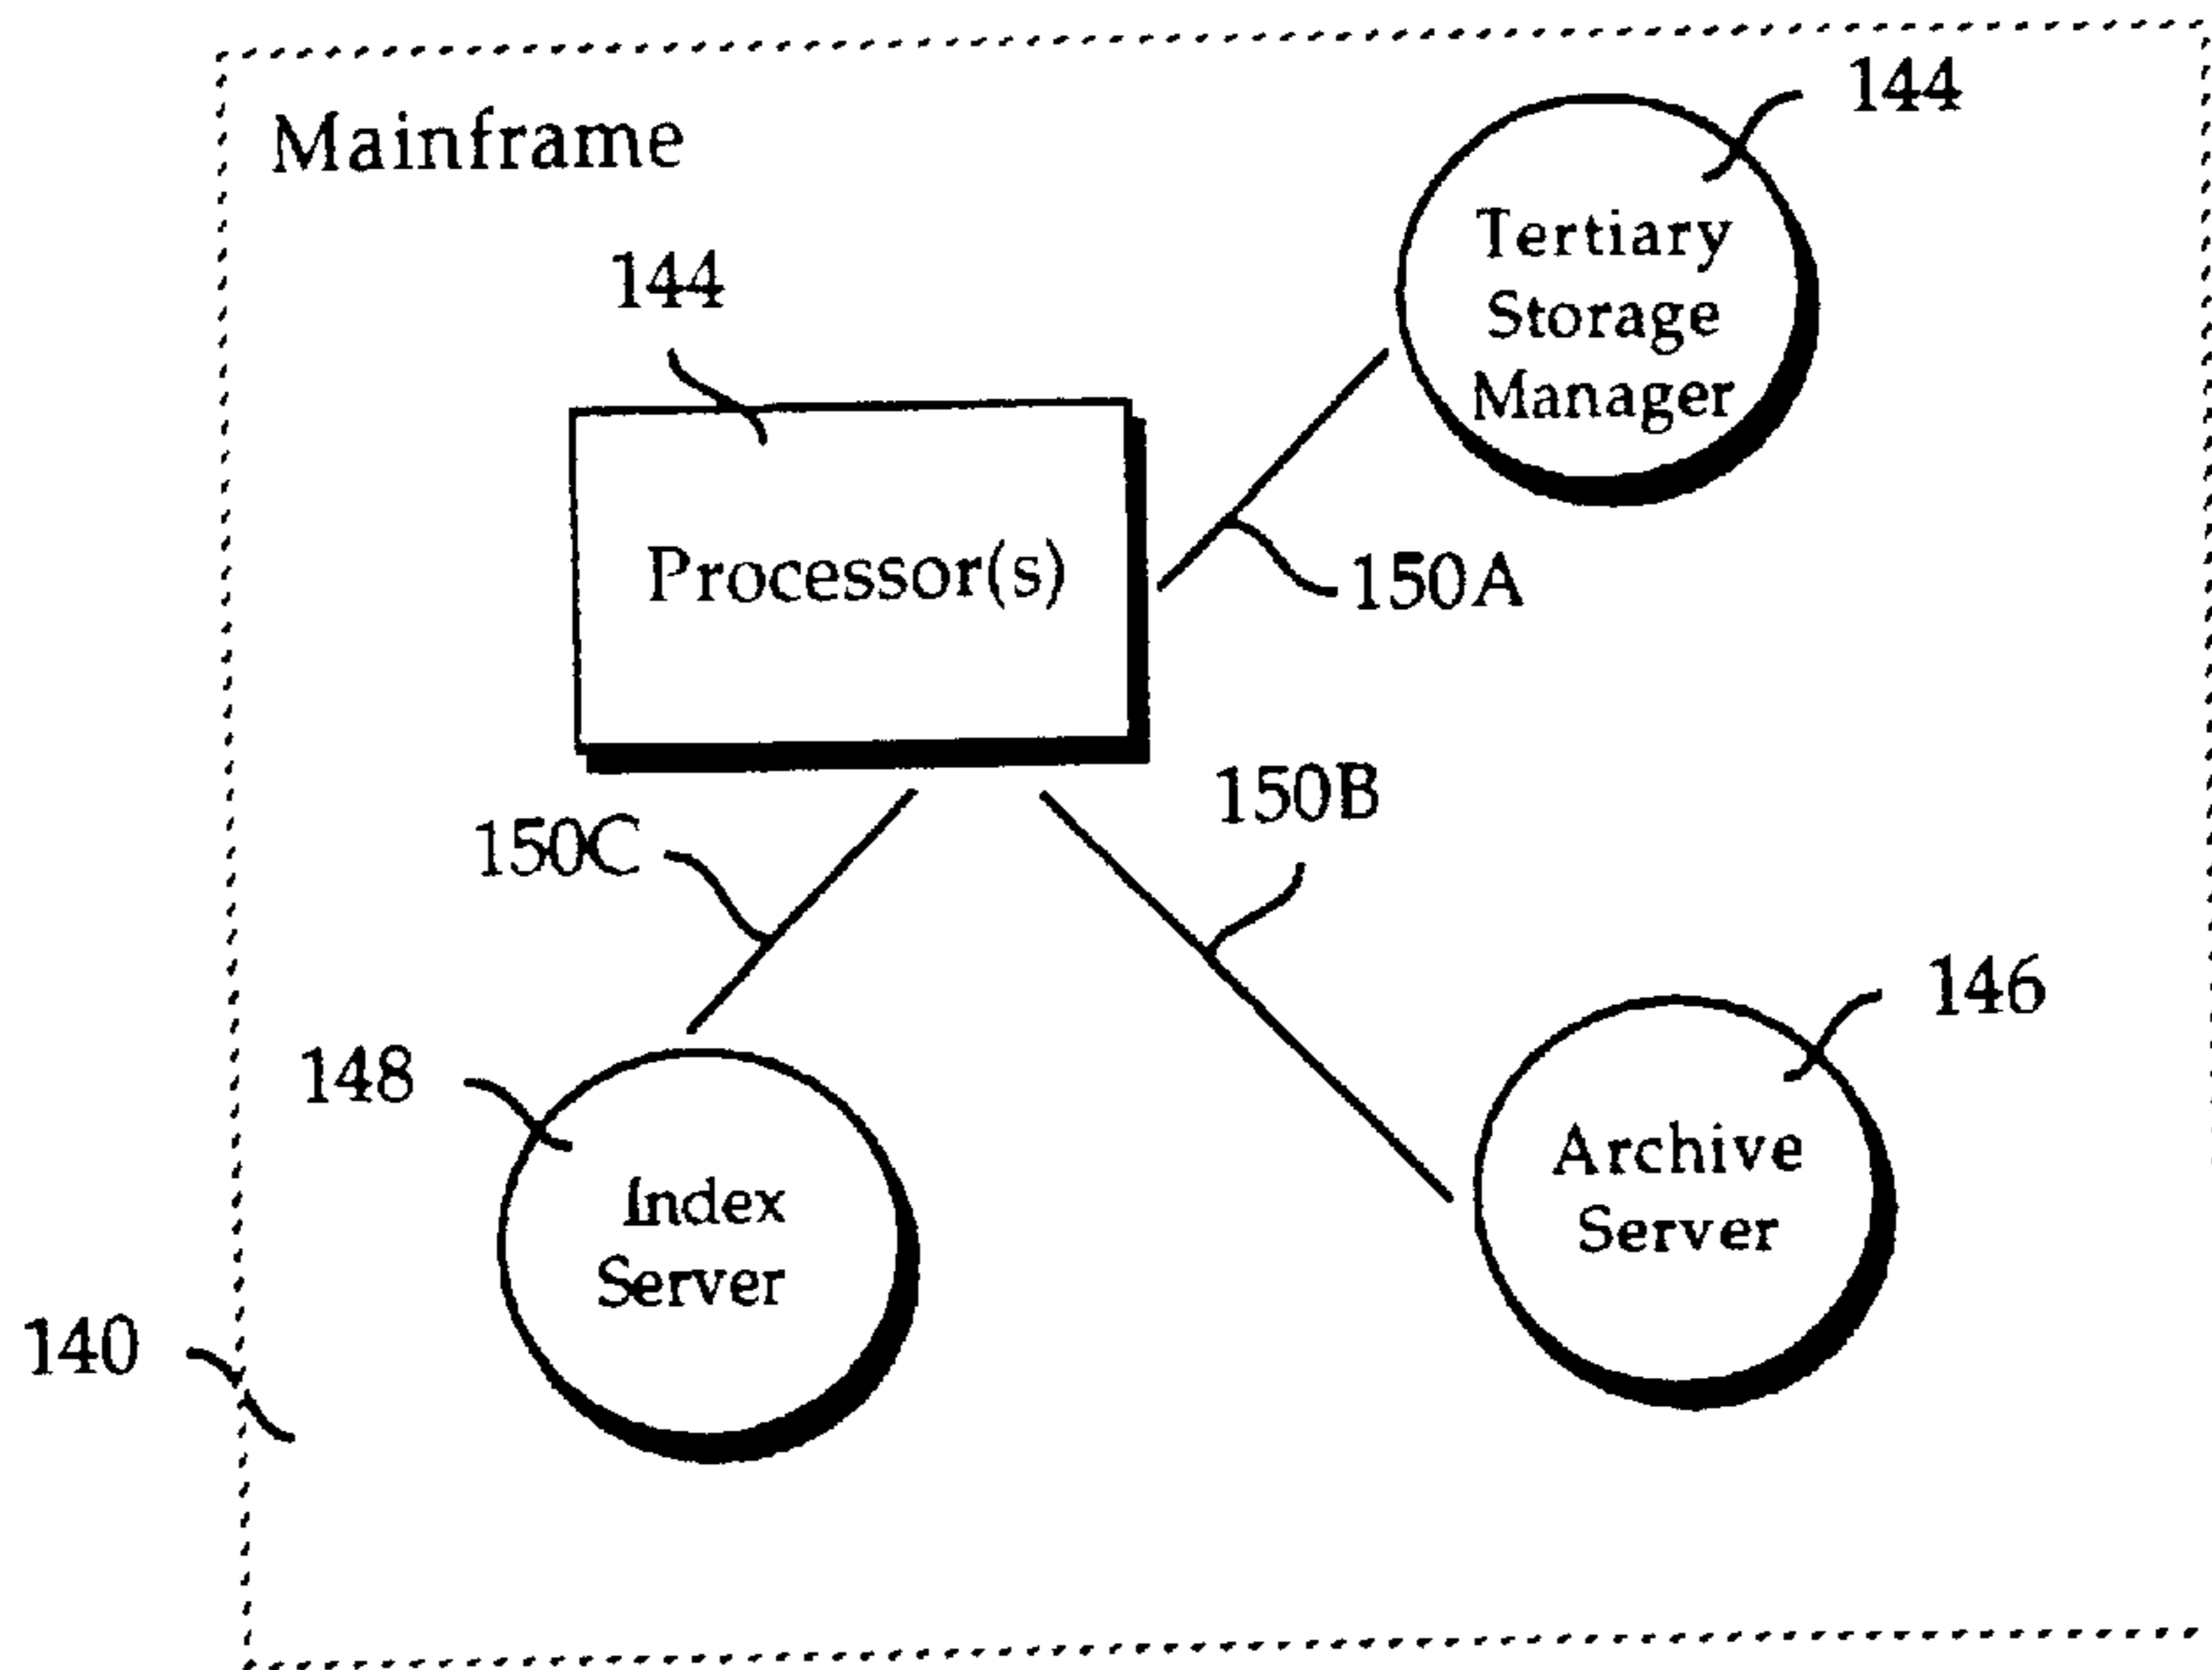 Mainframe
144
144
Tertiary
Storage
Manager
Processor(s)
150A
150B
150C
146
148
Archive
Server
Index
Server
140